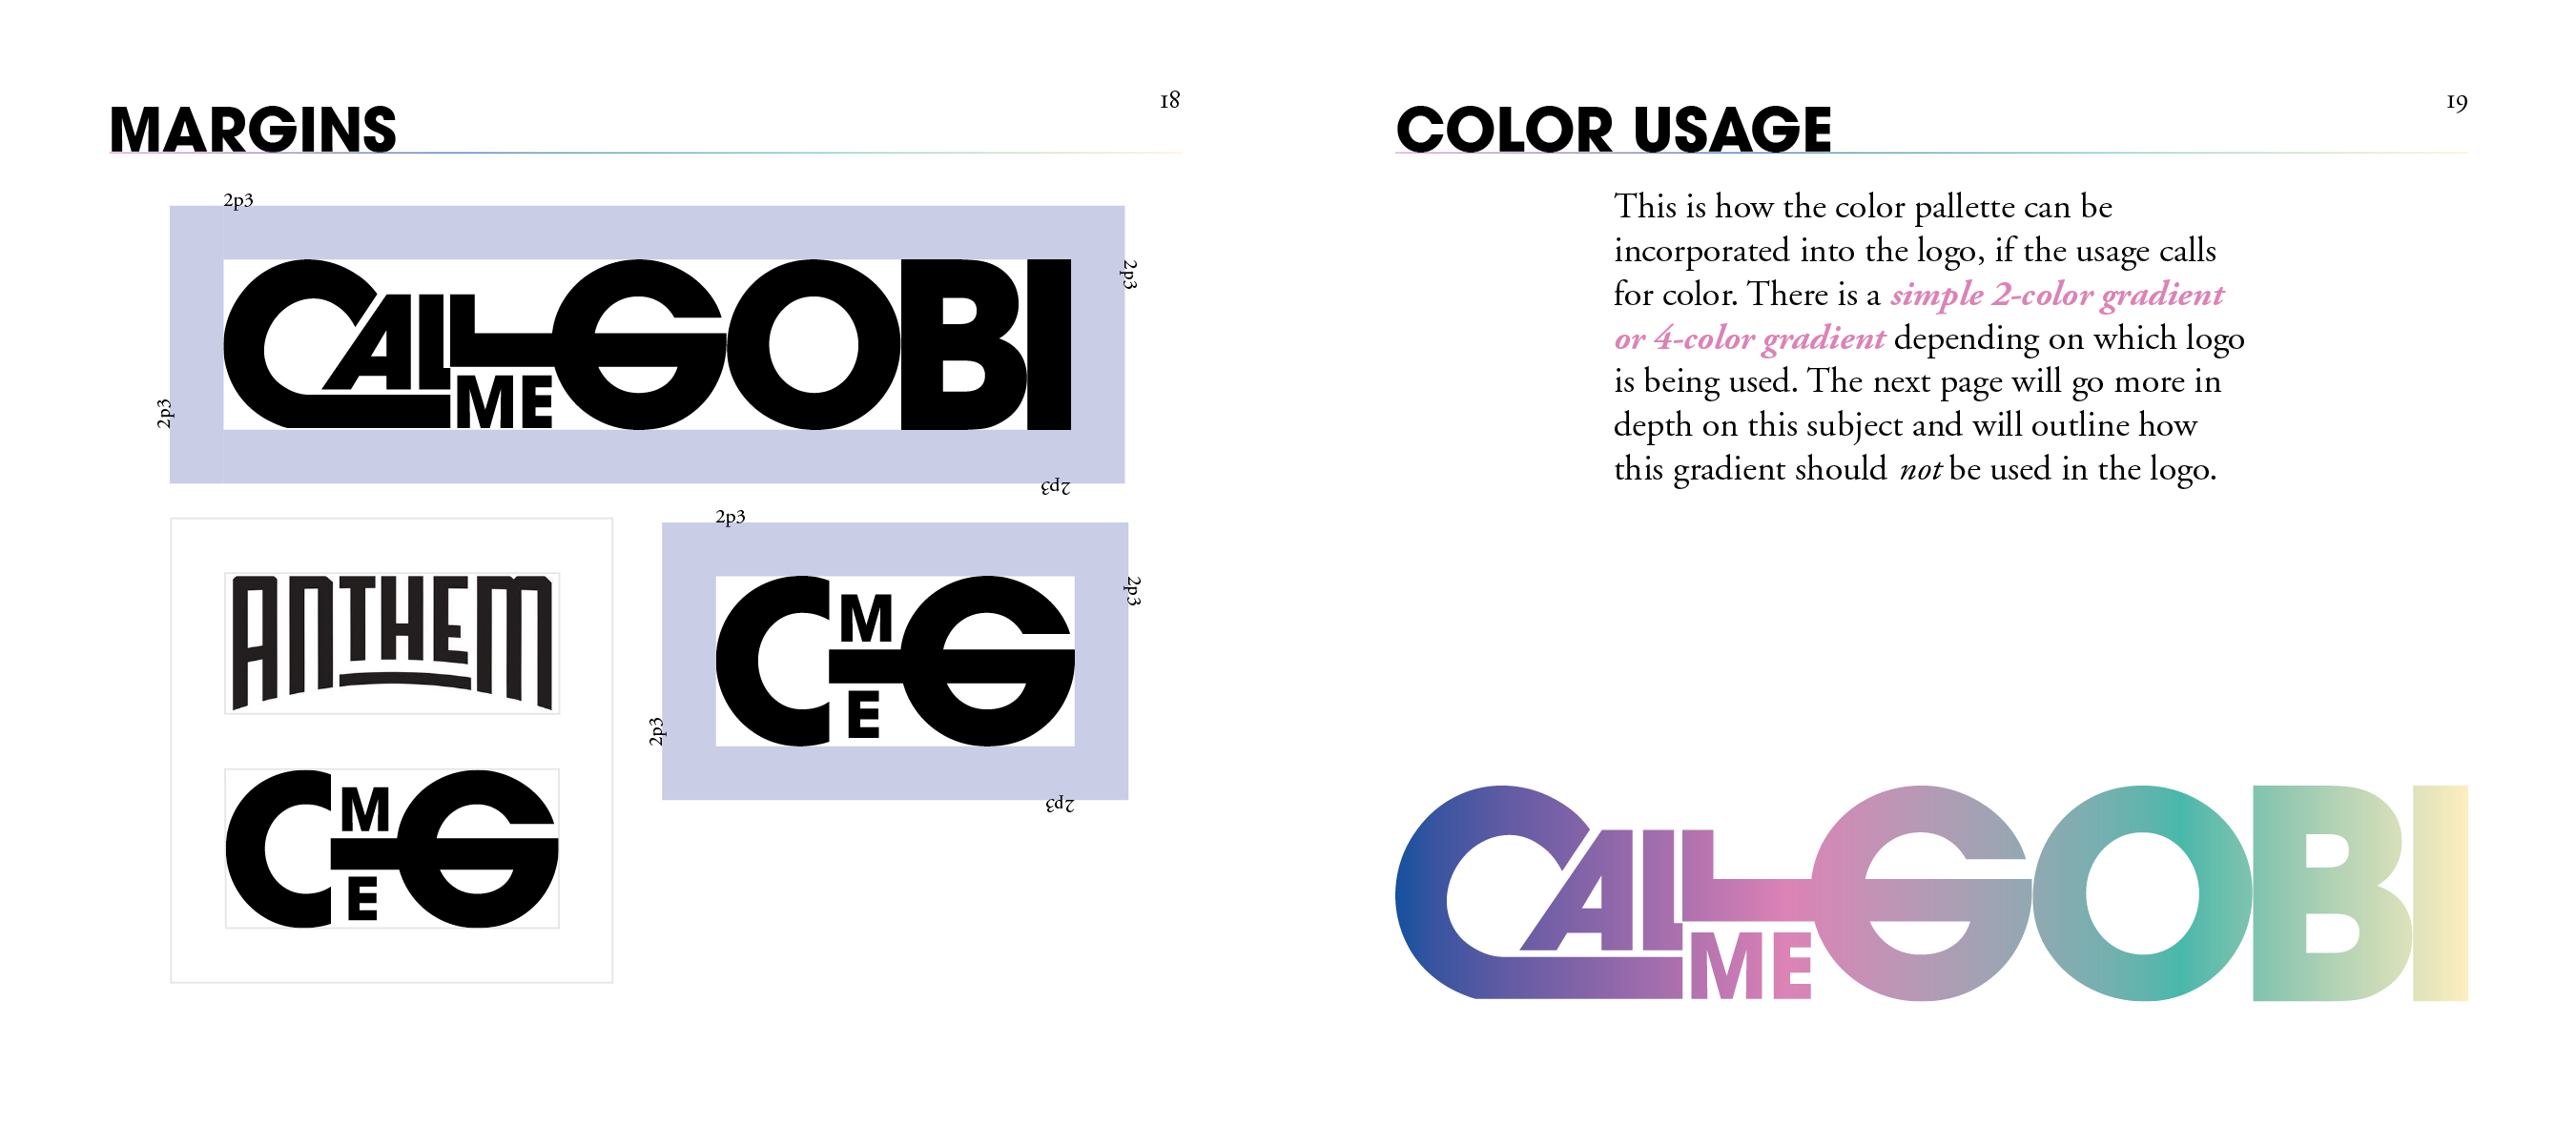 MARGINS
18
2p3
2p3
CALL ME GOBI
2p3
2p3
ANTHEM
2p3
2p3
C ME G
2p3
2p3
C ME G
COLOR USAGE
19
This is how the color pallette can be
incorporated into the logo, if the usage calls
for color. There is a simple 2-color gradient
or 4-color gradient depending on which logo
is being used. The next page will go more in
depth on this subject and will outline how
this gradient should not be used in the logo.
CALL ME GOBI